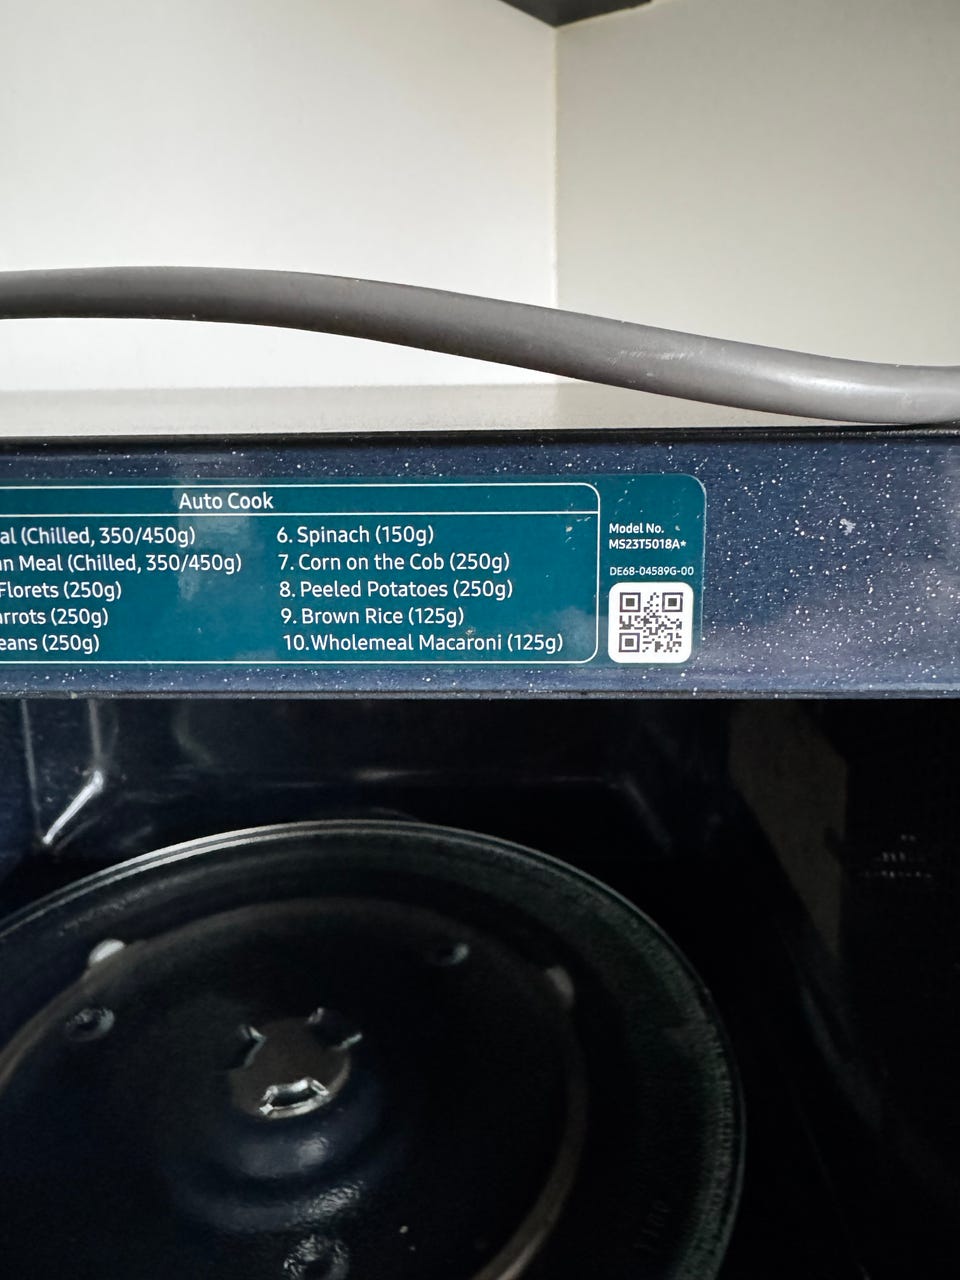 Auto Cook
al (Chilled, 350/450g)
an Meal (Chilled, 350/450g)
Florets (250g)
arrots (250g)
eans (250g)
6. Spinach (150g)
7. Corn on the Cob (250g)
8. Peeled Potatoes (250g)
9. Brown Rice (125g)
10.Wholemeal Macaroni (125g)
Model No.
MS23T5018A*
DE68-04589G-00